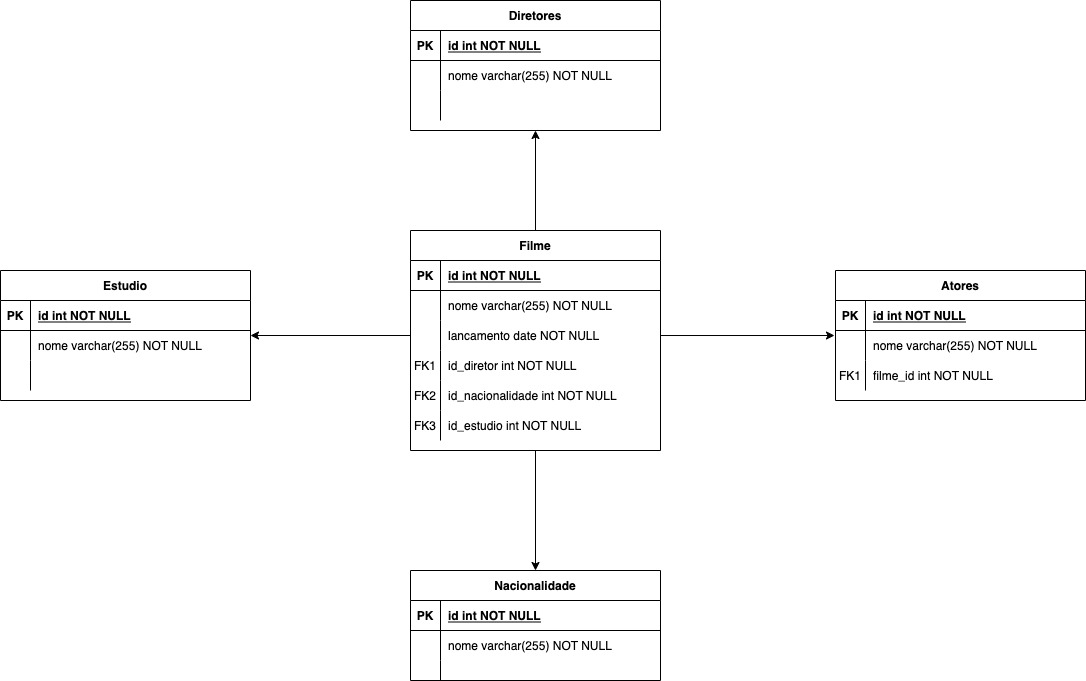 Diretores
PK id int NOT NULL
nome varchar(255) NOT NULL
Filme
PK id int NOT NULL
nome varchar(255) NOT NULL
lancamento date NOT NULL
FK1 id_diretor int NOT NULL
FK2 id_nacionalidade int NOT NULL
FK3 id_estudio int NOT NULL
Estudio
PK id int NOT NULL
nome varchar(255) NOT NULL
Atores
PK id int NOT NULL
nome varchar(255) NOT NULL
FK1 filme_id int NOT NULL
Nacionalidade
PK id int NOT NULL
nome varchar(255) NOT NULL